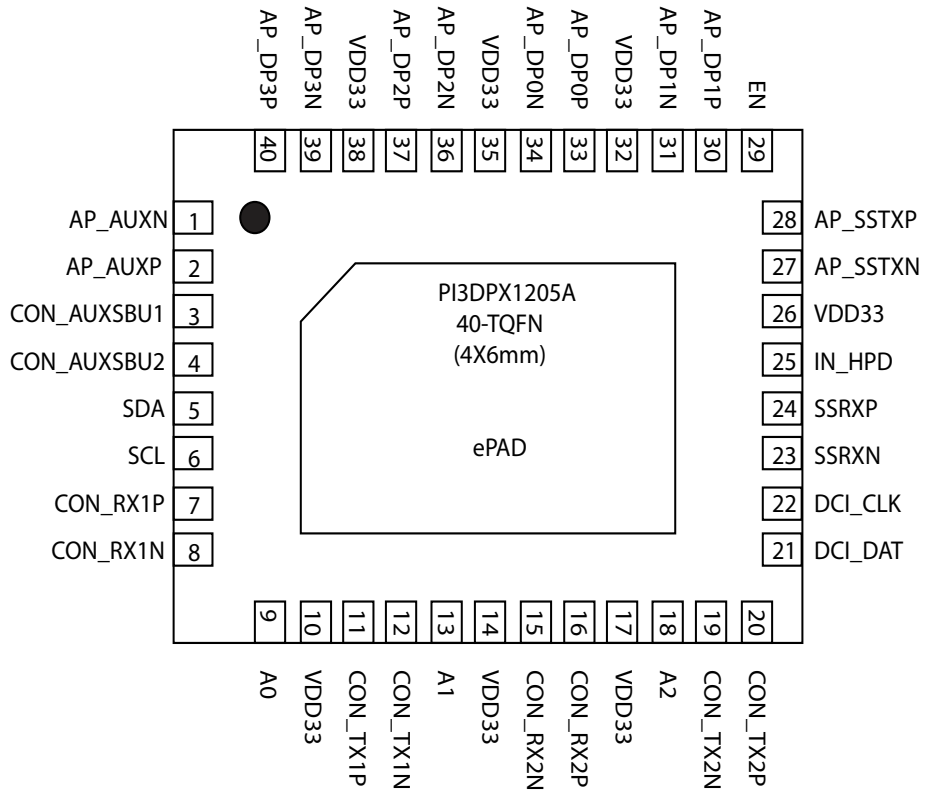 AP_DP3P
AP_DP3N
VDD33
AP_DP2P
AP_DP2N
VDD33
AP_DP0N
AP_DP0P
VDD33
AP_DP1N
AP_DP1P
EN
40
39
38
37
36
35
34
33
32
31
30
29
AP_AUXN 1
AP_AUXP 2
CON_AUXSBU1 3
CON_AUXSBU2 4
SDA 5
SCL 6
CON_RX1P 7
CON_RX1N 8
PI3DPX1205A
40-TQFN
(4X6mm)
ePAD
28 AP_SSTXP
27 AP_SSTXN
26 VDD33
25 IN_HPD
24 SSRXP
23 SSRXN
22 DCI_CLK
21 DCI_DAT
9
10
11
12
13
14
15
16
17
18
19
20
A0
VDD33
CON_TX1P
CON_TX1N
A1
VDD33
CON_RX2N
CON_RX2P
VDD33
A2
CON_TX2N
CON_TX2P